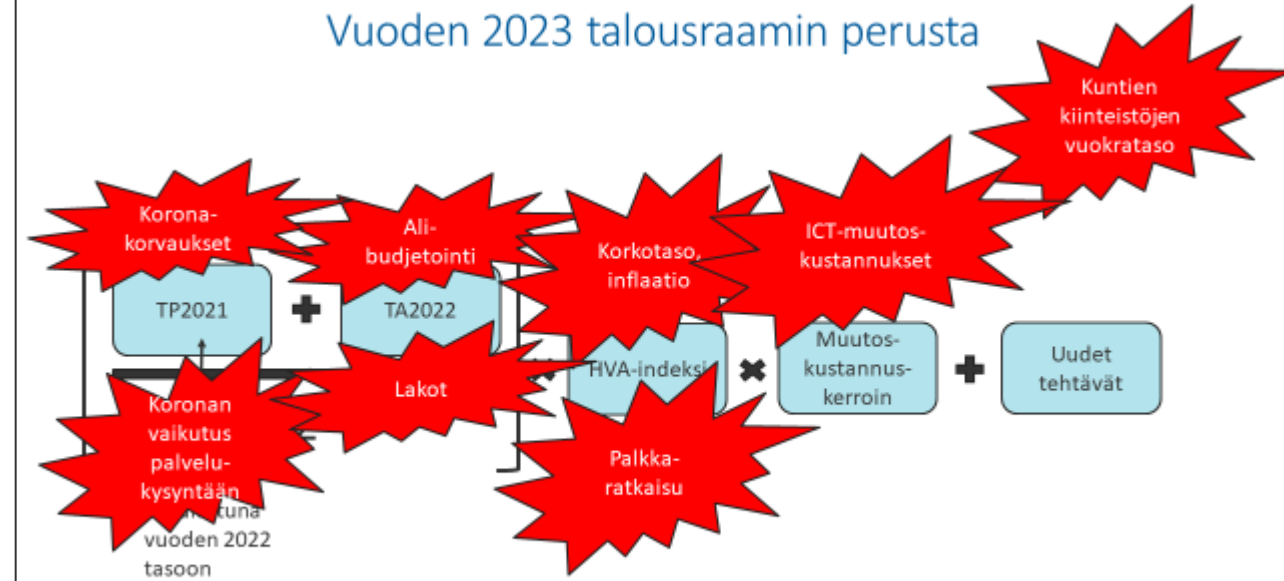 Vuoden 2023 talousraamin perusta
Kuntien
kiinteistöjen
vuokrataso
Korona-
korvaukset
Ali-
budjetointi
Korkotaso,
inflaatio
ICT-muutos-
kustannukset
TP2021
TA2022
HVA-indeksi
Muutos-
kustannus-
kerroin
Uudet
tehtävät
Koronan
vaikutus
palvelu-
kysyntään
Lakot
Palkka-
ratkaisu
vuoden 2022
tasoon